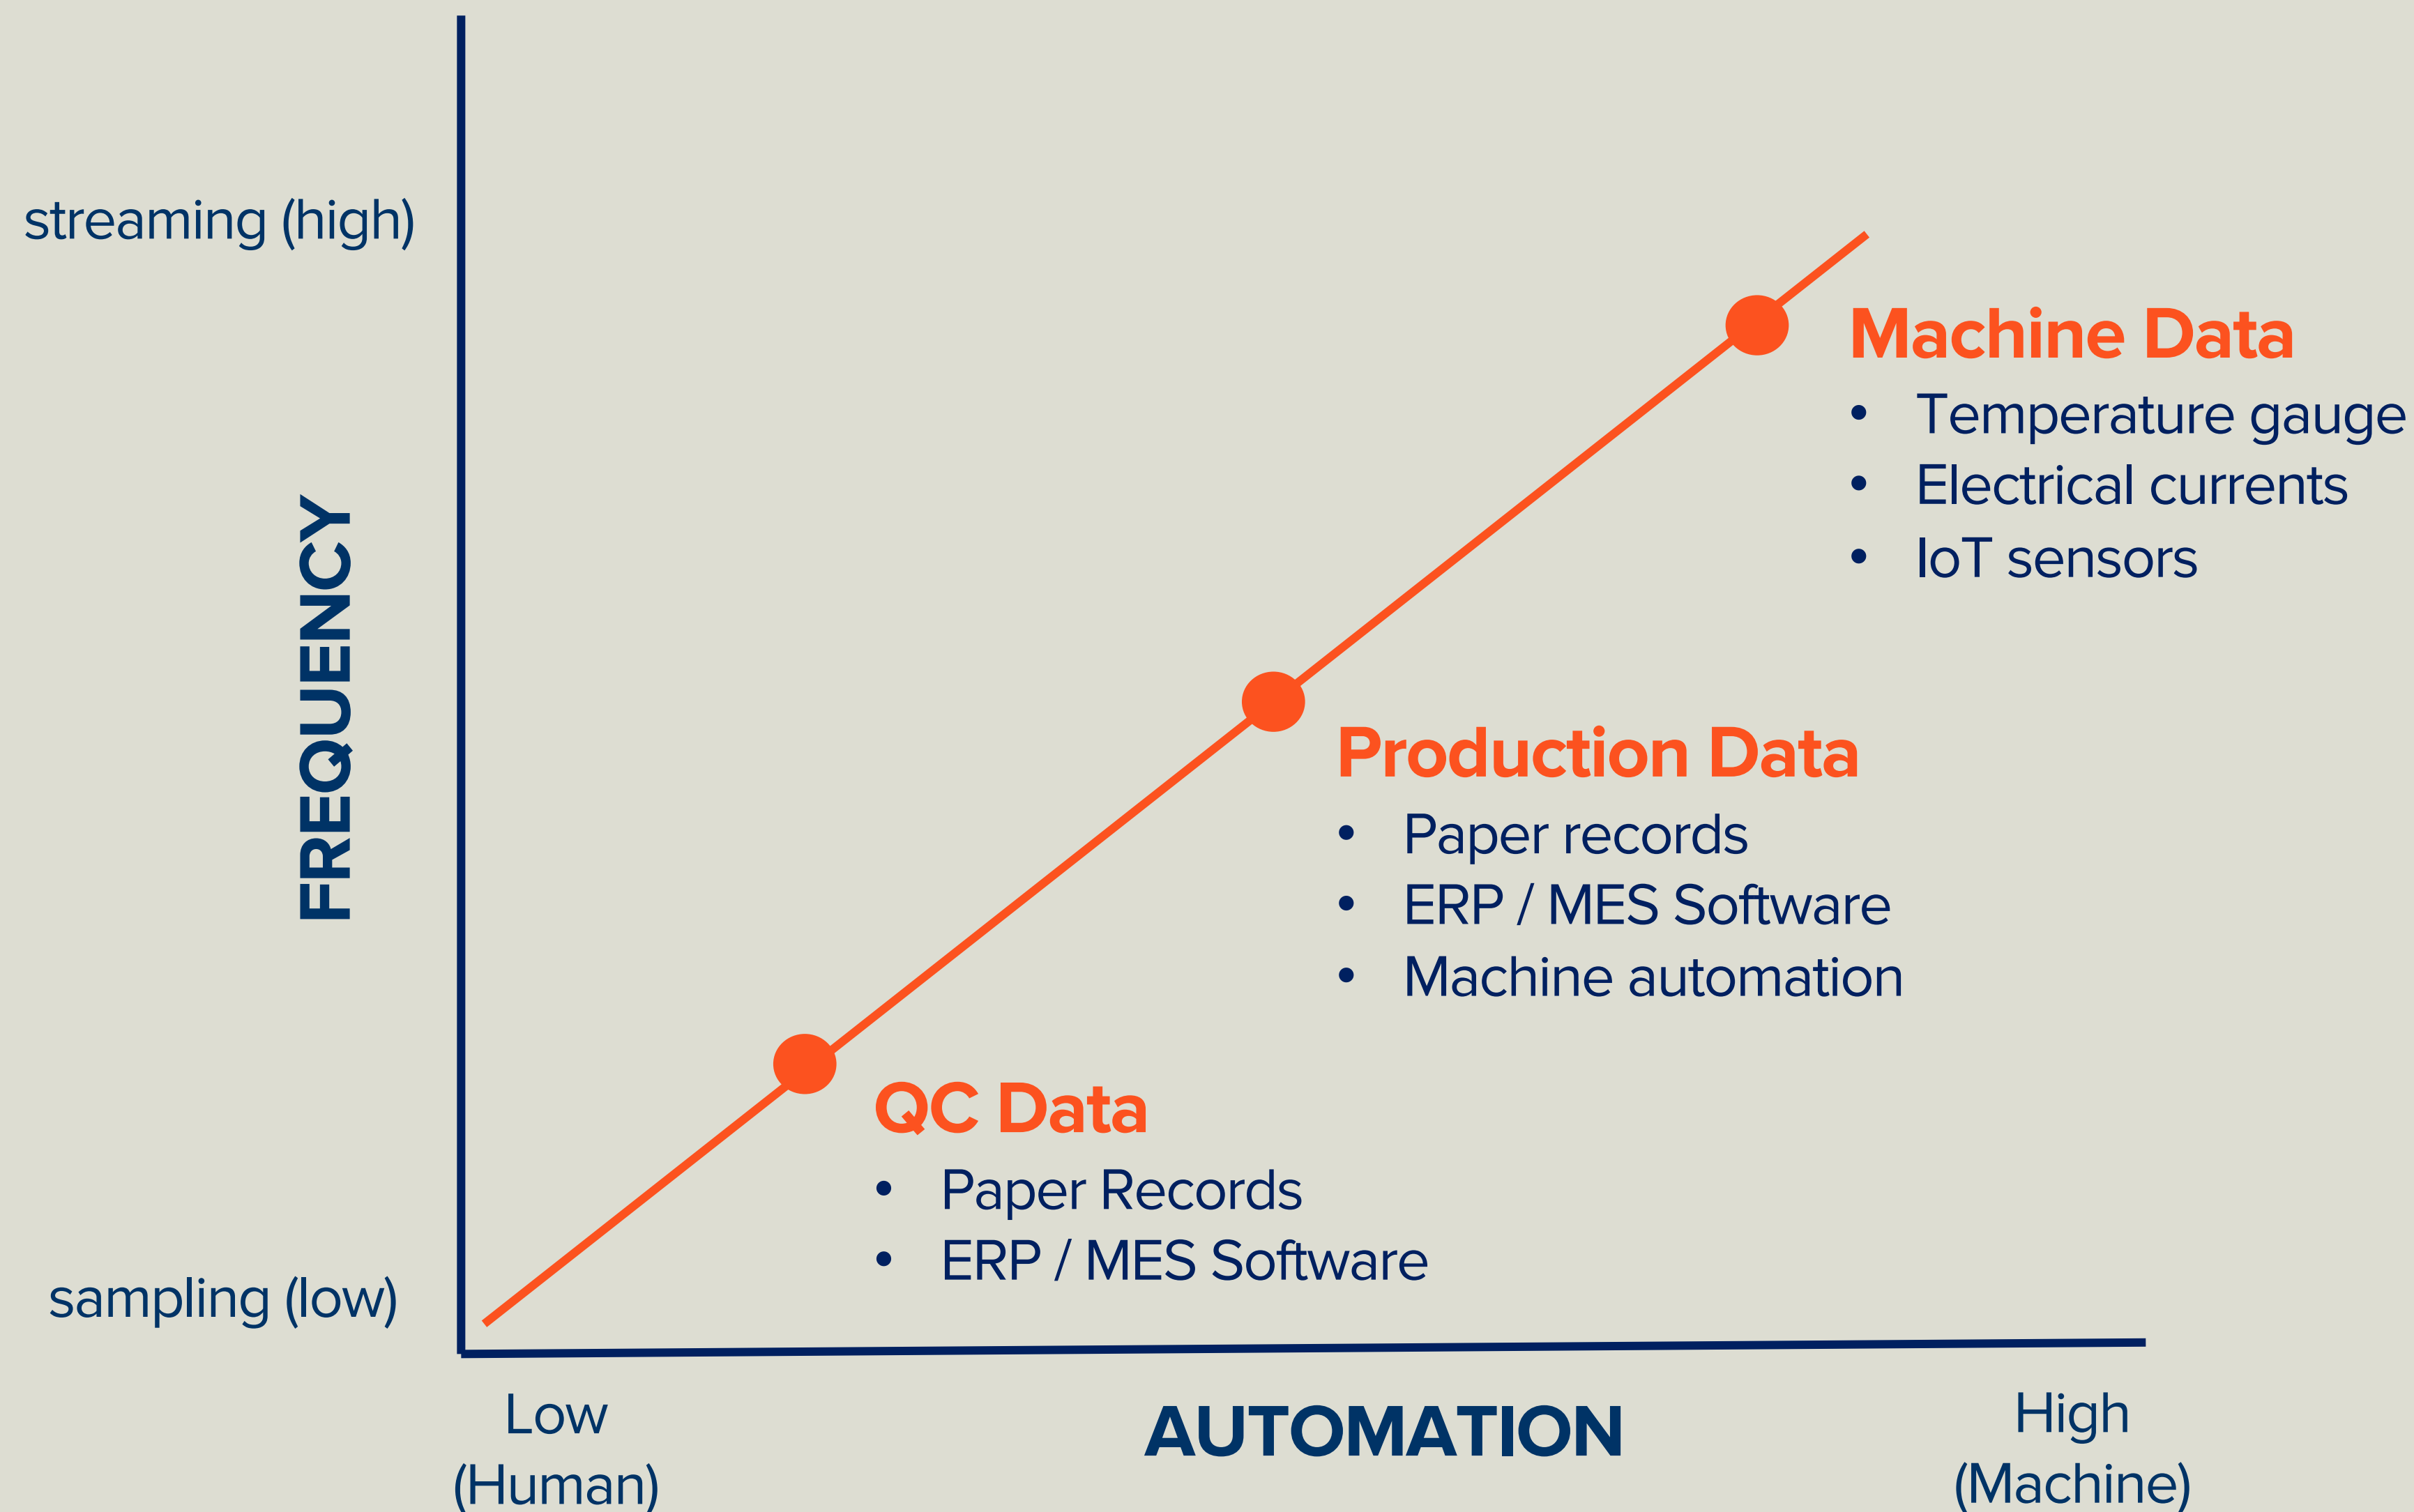 streaming (high)
FREQUENCY
sampling (low)
Machine Data
• Temperature gauge
• Electrical currents
• IoT sensors
Production Data
• Paper records
• ERP / MES Software
• Machine automation
QC Data
• Paper Records
• ERP / MES Software
Low
(Human)
AUTOMATION
High
(Machine)